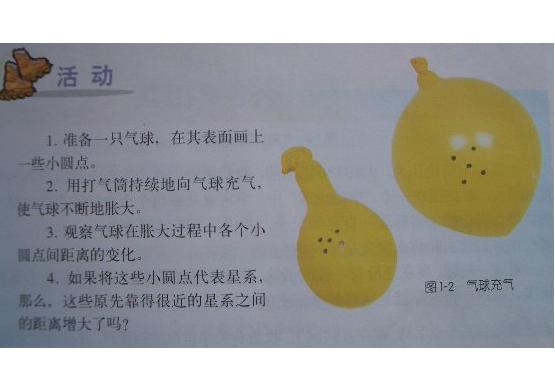 活动
1. 准备一只气球，在其表面画上
一些小圆点。
2. 用打气筒持续地向气球充气，
使气球不断地胀大。
3. 观察气球在胀大过程中各个小
圆点间距离的变化。
4. 如果将这些小圆点代表星系，
那么，这些原先靠得很近的星系之间
的距离增大了吗?
图1-2 气球充气